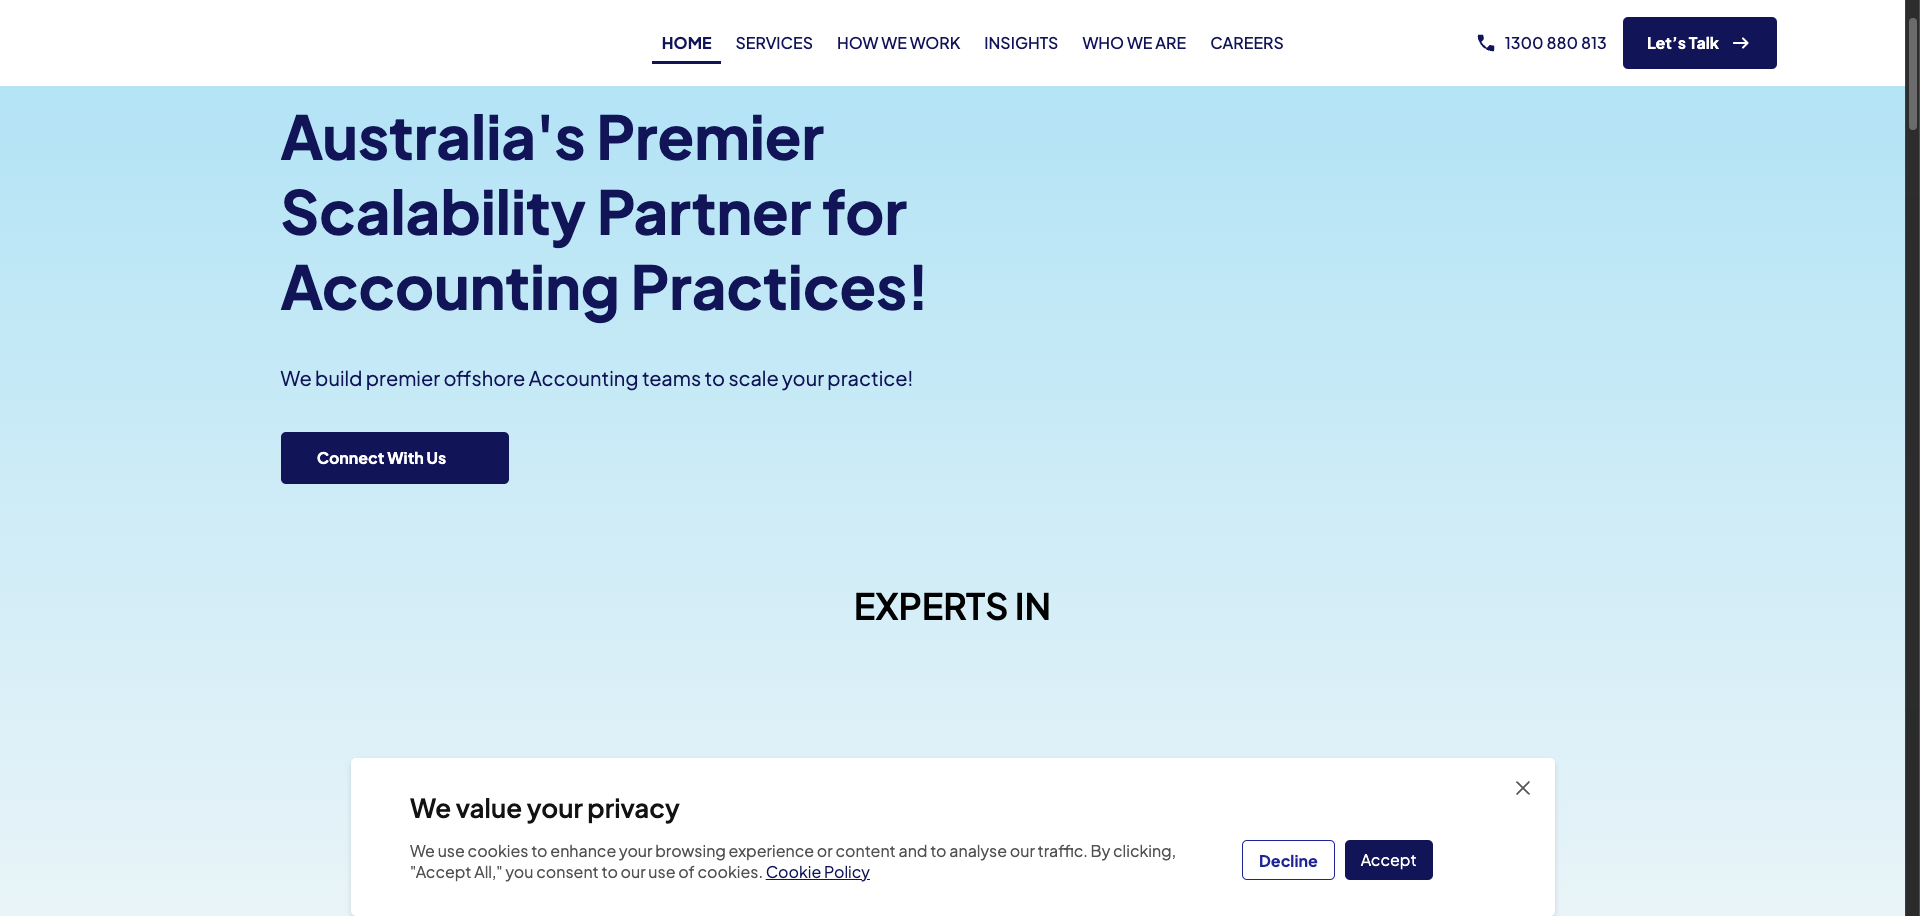 HOME SERVICES HOW WE WORK INSIGHTS WHO WE ARE CAREERS 1300 880 813 Let’s Talk
Australia's Premier
Scalability Partner for
Accounting Practices!
We build premier offshore Accounting teams to scale your practice!
Connect With Us
EXPERTS IN
We value your privacy
We use cookies to enhance your browsing experience or content and to analyse our traffic. By clicking,
"Accept All," you consent to our use of cookies. Cookie Policy
Decline Accept